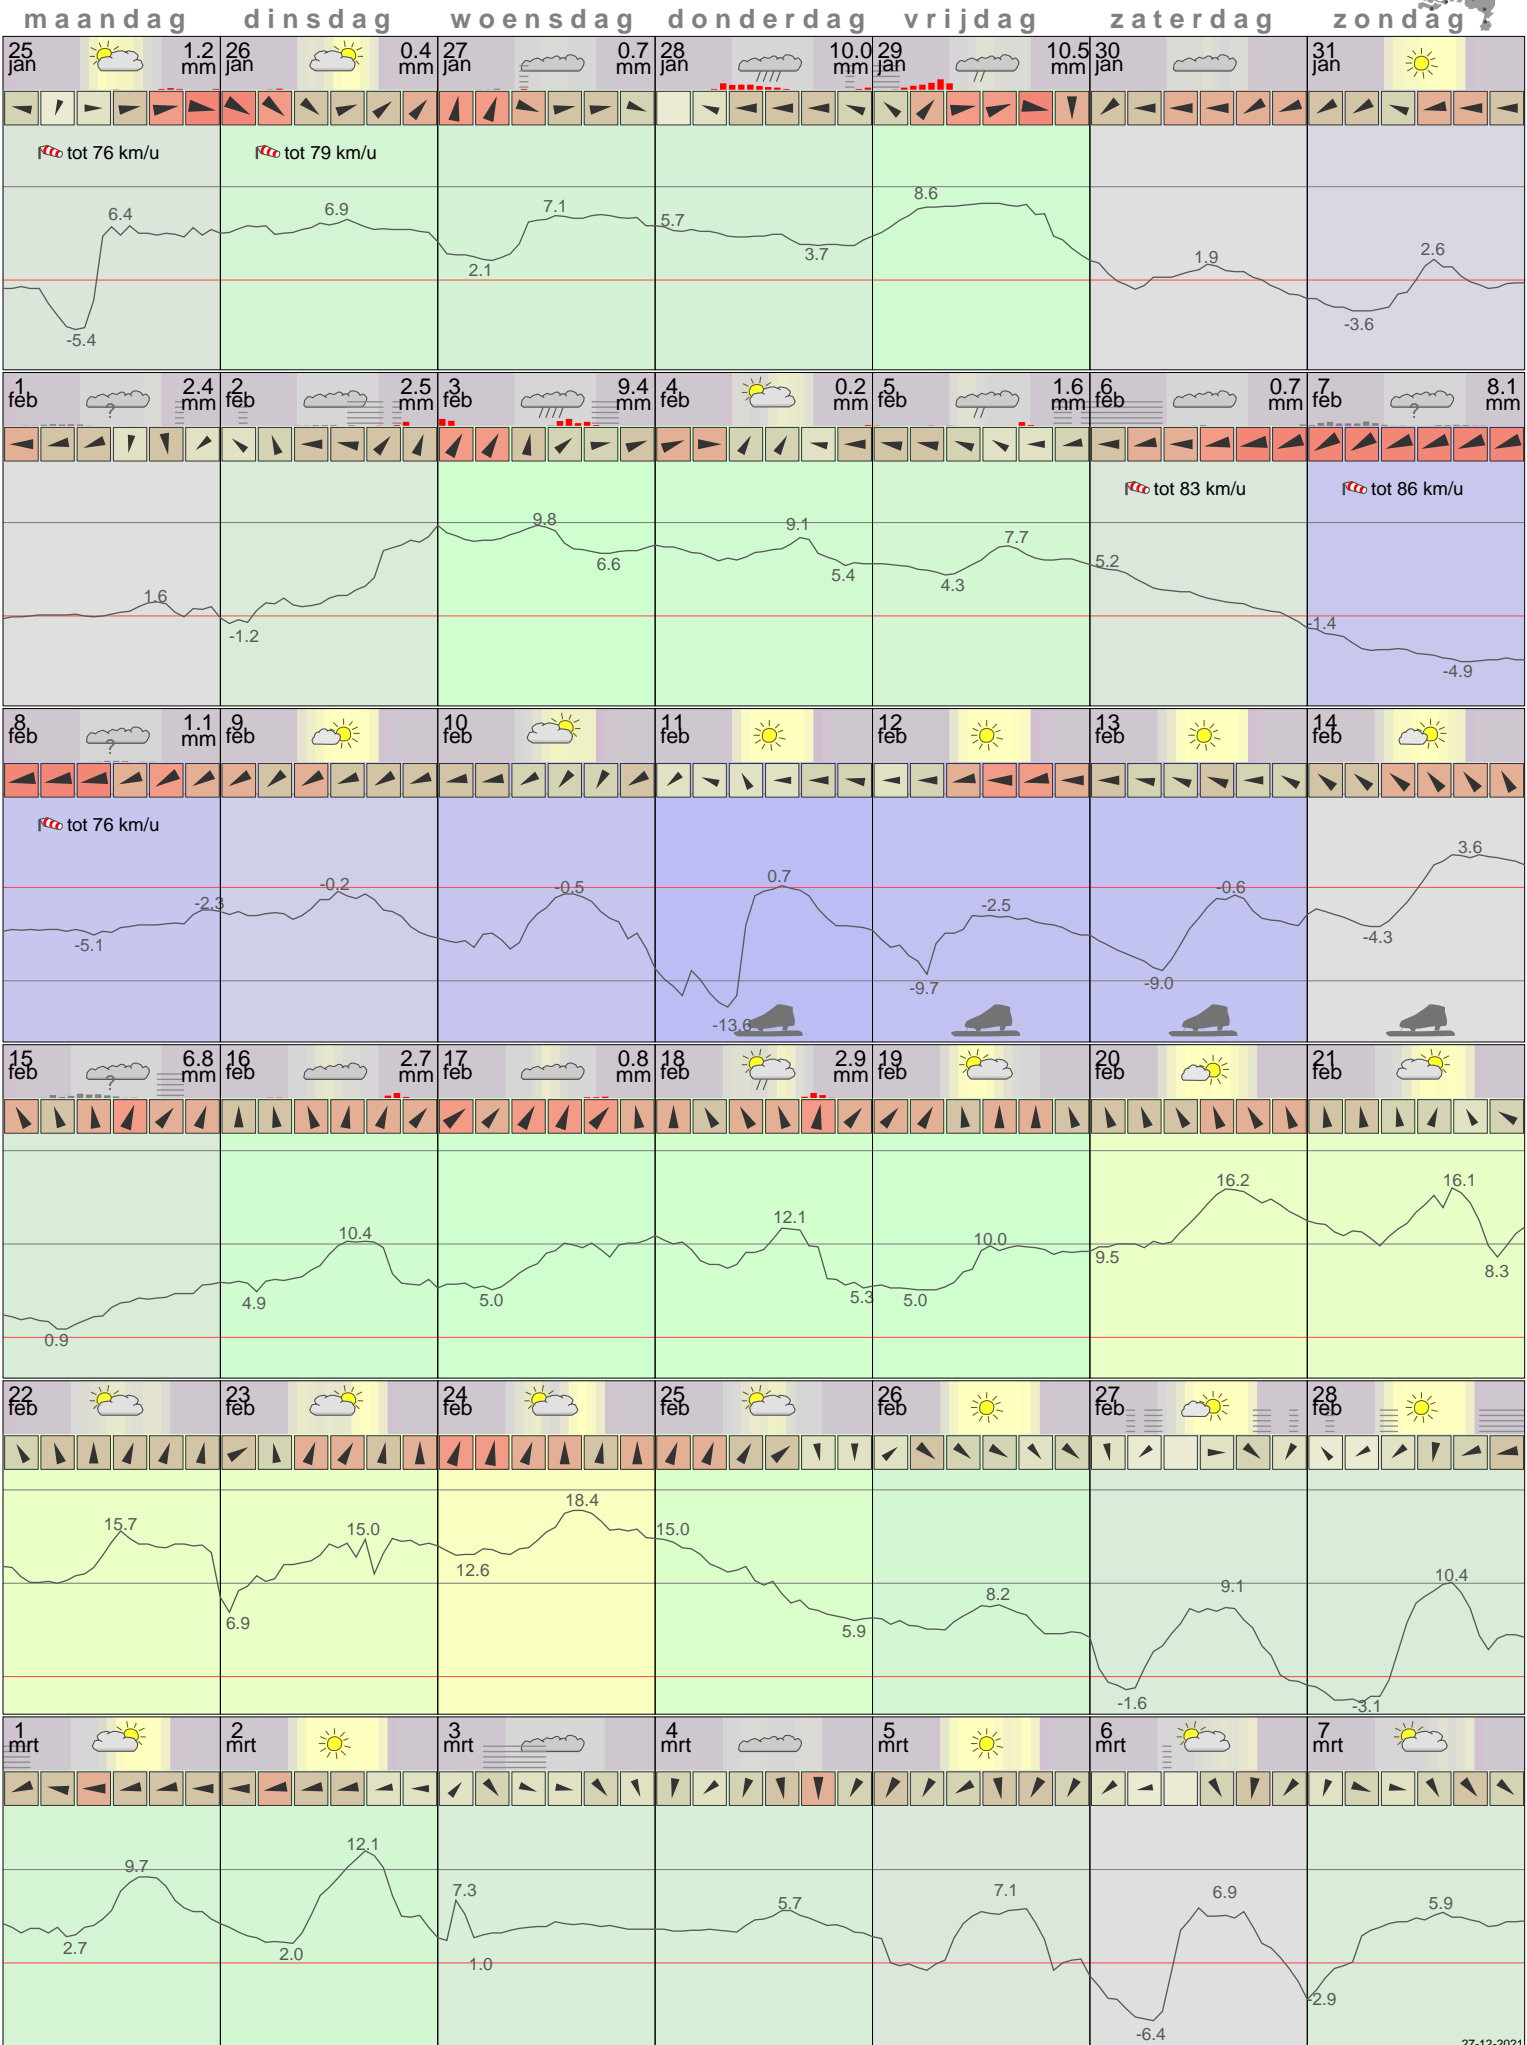 maandag dinsdag woensdag donderdag vrijdag zaterdag zondag
25 jan 1.2 mm 26 jan 0.4 mm 27 jan 0.7 mm 28 jan 10.0 mm 29 jan 10.5 mm 30 jan 31 jan
tot 76 km/u tot 79 km/u
6.4 6.9 7.1 5.7 8.6 1.9 2.6
-5.4 2.1 3.7 -3.6
1 feb 2.4 mm 2 feb 2.5 mm 3 feb 9.4 mm 4 feb 0.2 mm 5 feb 1.6 mm 6 feb 0.7 mm 7 feb 8.1 mm
?
?
tot 83 km/u tot 86 km/u
1.6 9.8 9.1 7.7 5.2 -1.4
-1.2 6.6 5.4 4.3 -4.9
8 feb 1.1 mm 9 feb 10 feb 11 feb 12 feb 13 feb 14 feb
?
tot 76 km/u
-2.3 -0.2 -0.5 0.7 -2.5 -0.6 3.6
-5.1 -13.6 -9.7 -9.0 -4.3
15 feb 6.8 mm 16 feb 2.7 mm 17 feb 0.8 mm 18 feb 2.9 mm 19 feb 20 feb 21 feb
?
10.4 12.1 10.0 16.2 16.1
0.9 4.9 5.0 5.3 5.0 9.5 8.3
22 feb 23 feb 24 feb 25 feb 26 feb 27 feb 28 feb
15.7 15.0 18.4 15.0 8.2 9.1 10.4
6.9 12.6 5.9 -1.6 -3.1
1 mrt 2 mrt 3 mrt 4 mrt 5 mrt 6 mrt 7 mrt
9.7 12.1 7.3 5.7 7.1 6.9 5.9
2.7 2.0 1.0 -6.4 -2.9
27-12-2021